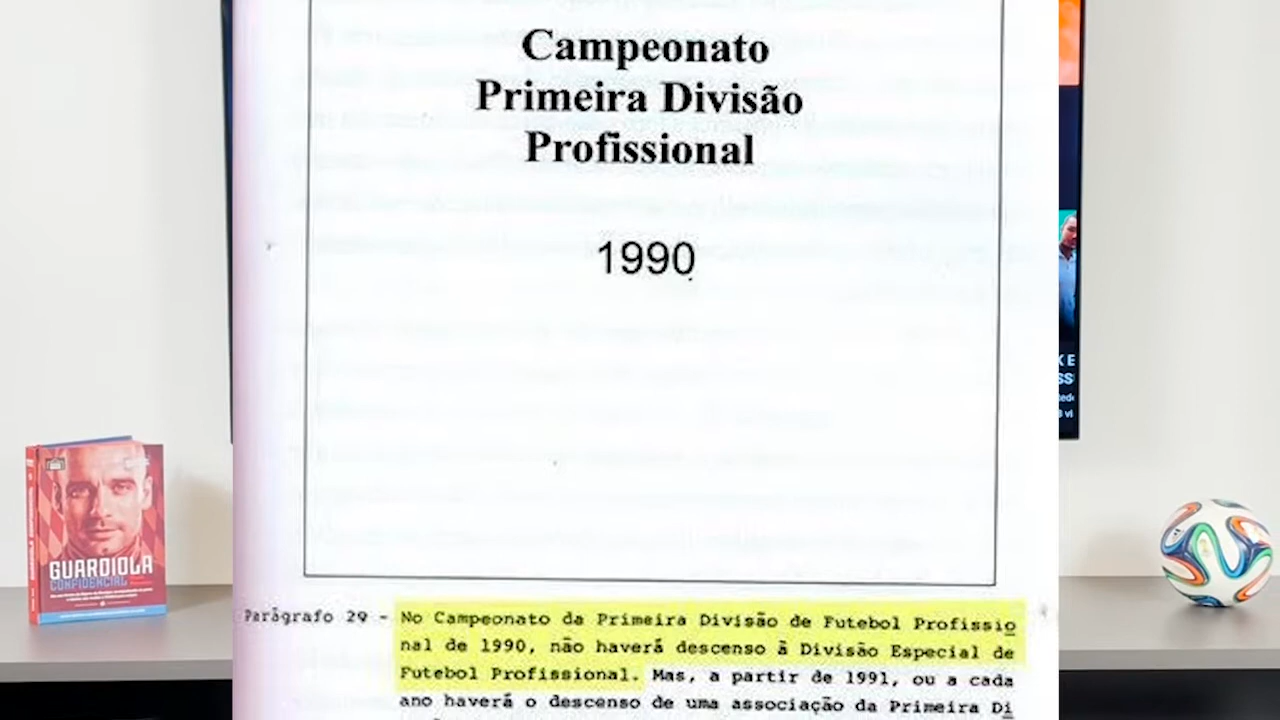 Campeonato
Primeira Divisão
Profissional
1990
Parágrafo 2º - No Campeonato da Primeira Divisão de Futebol Profissio
nal de 1990, não haverá descenso à Divisão Especial de
Futebol Profissional. Mas, a partir de 1991, ou a cada
ano haverá o descenso de uma associação da Primeira Di
GUARDIOLA
CONFIDENCIAL